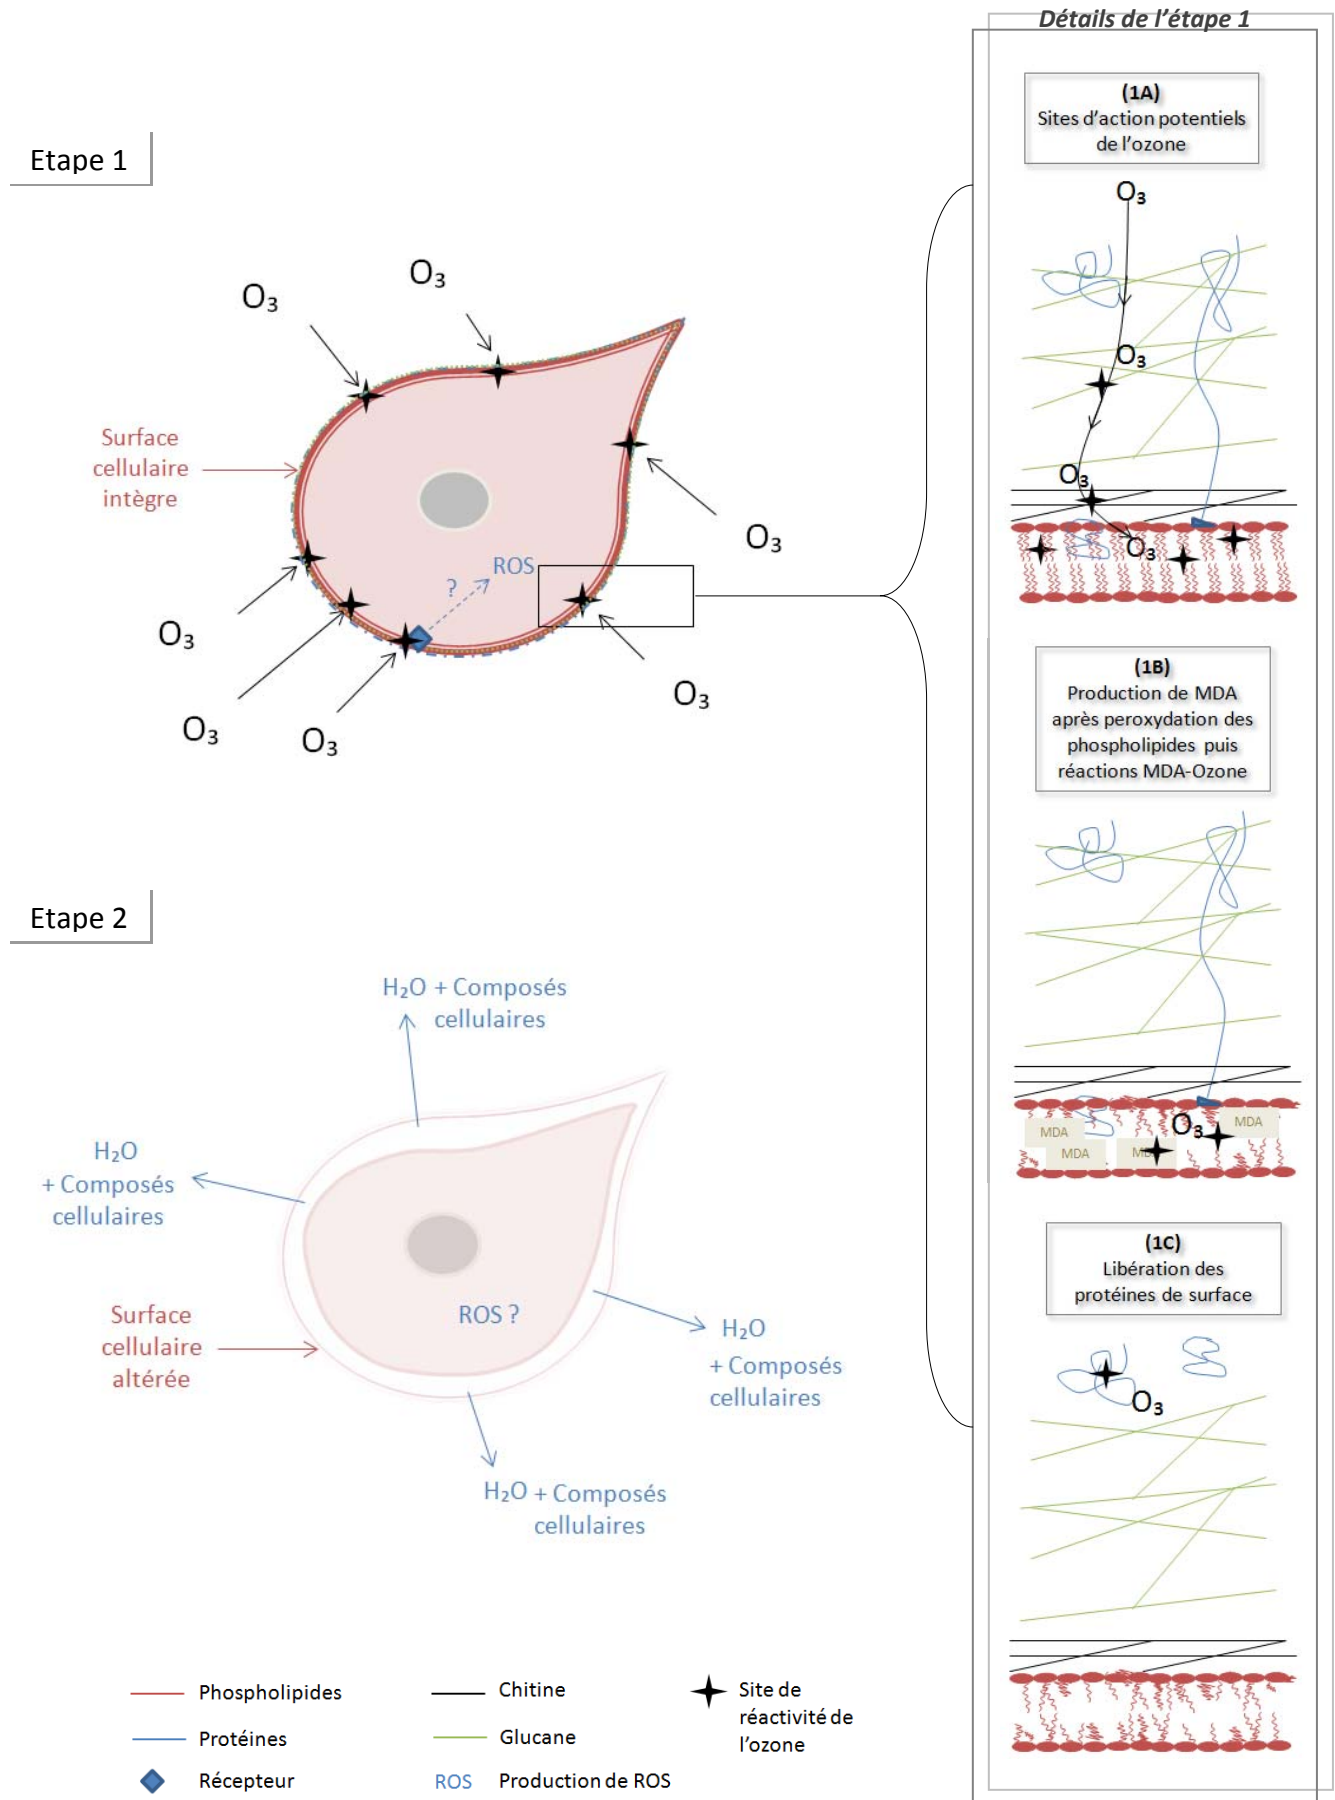 Détails de l'étape 1
Etape 1
(1A)
Sites d'action potentiels
de l'ozone
O₃
O₃
O₃
O₃
O₃
O₃
Surface
cellulaire
intègre
O₃
ROS
?
O₃
O₃
O₃
O₃
(1B)
Production de MDA
après peroxydation des
phospholipides puis
réactions MDA-Ozone
O₃
MDA
MDA
MDA
MDA
Etape 2
H₂O + Composés
cellulaires
H₂O
+ Composés
cellulaires
ROS ?
Surface
cellulaire
altérée
H₂O
+ Composés
cellulaires
H₂O + Composés
cellulaires
(1C)
Libération des
protéines de surface
O₃
Phospholipides
Protéines
Récepteur
Chitine
Glucane
ROS Production de ROS
Site de
réactivité de
l'ozone